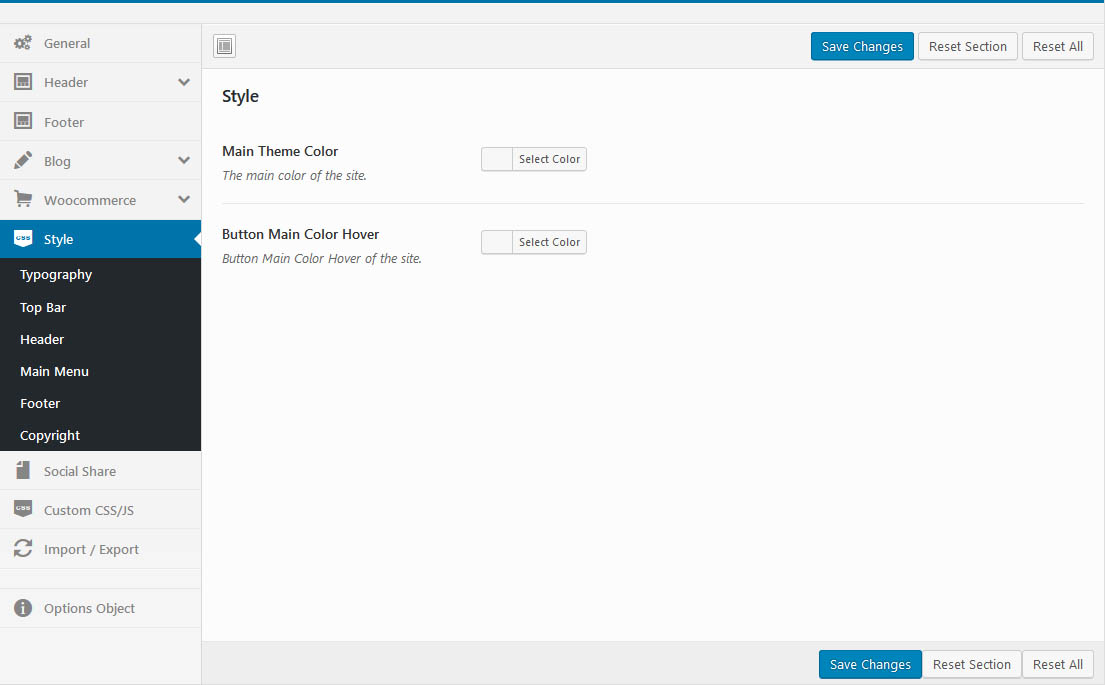 General
Header
Footer
Blog
Woocommerce
CSS Style
Typography
Top Bar
Header
Main Menu
Footer
Copyright
Social Share
CSS Custom CSS/JS
Import / Export
Options Object
Save Changes Reset Section Reset All
Style
Main Theme Color
The main color of the site.
Select Color
Button Main Color Hover
Button Main Color Hover of the site.
Select Color
Save Changes Reset Section Reset All